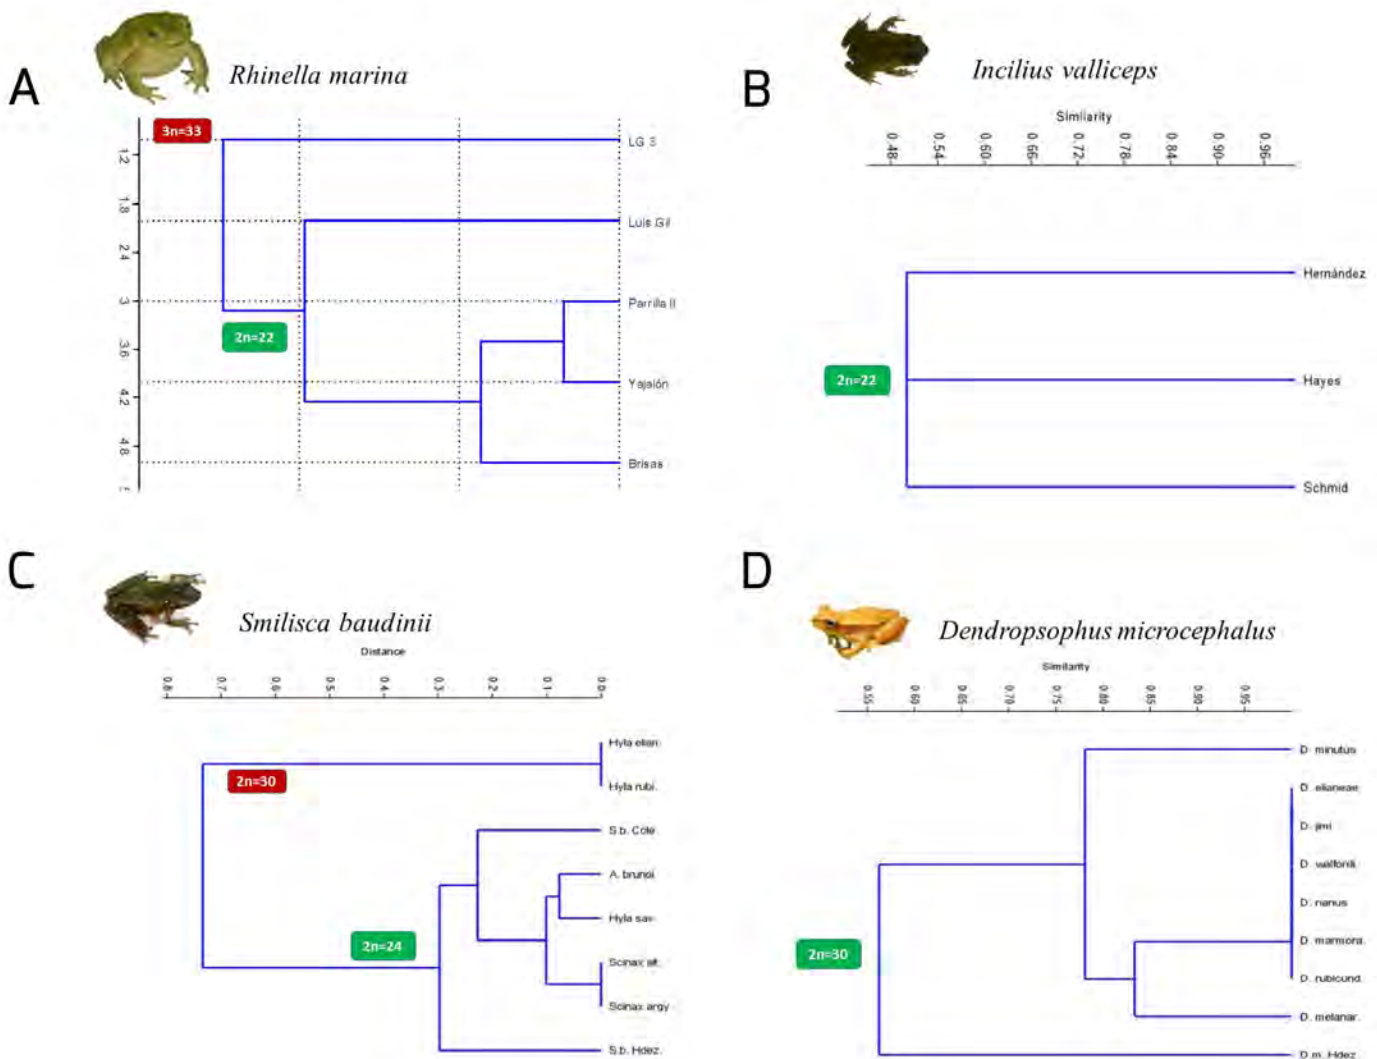 A
Rhinella marina
3n=33
2n=22
1.2
1.8
2.4
3
3.6
4.2
4.8
LG 3
Luis Gil
Parrilla II
Yajalón
Brisas
B
Incilius valliceps
Similarity
0.48
0.54
0.60
0.66
0.72
0.78
0.84
0.90
0.96
2n=22
Hernández
Hayes
Schmid
C
Smilisca baudinii
Distance
0.8
0.7
0.6
0.5
0.4
0.3
0.2
0.1
0.0
2n=30
2n=24
Hyla elian.
Hyla rubi.
S.b. Cole
A. brunoi
Hyla sav
Scinax alt.
Scinax argy
S.b. Hdez.
D
Dendropsophus microcephalus
Similarity
0.55
0.60
0.65
0.70
0.75
0.80
0.85
0.90
0.95
2n=30
D. minutus
D. elianeae
D. jimi
D. walfordi
D. nanus
D. marmora.
D. rubicund.
D. melanar.
D.m. Hdez